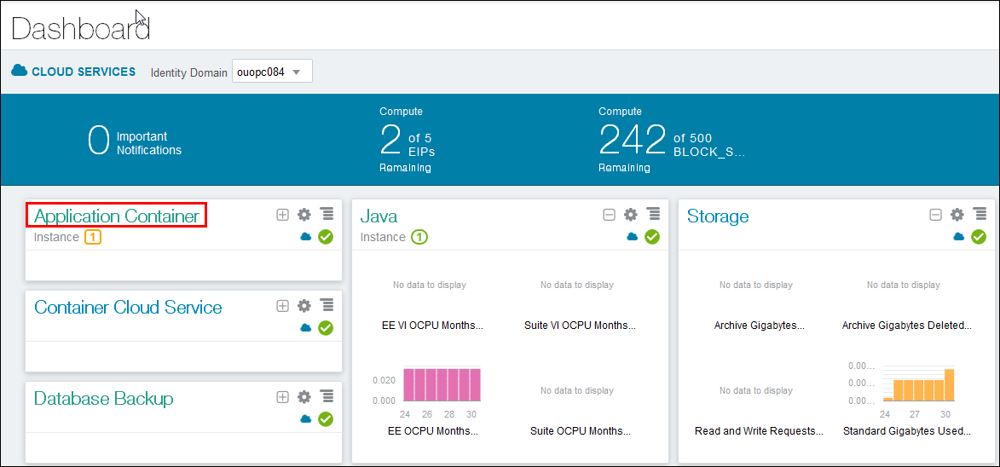 Dashboard
CLOUD SERVICES Identity Domain ouopc084
0 Important Notifications
Compute
2 of 5 EIPs
Remaining
Compute
242 of 500 BLOCK_S...
Remaining
Application Container
Instance 1
Container Cloud Service
Database Backup
Java
Instance 1
No data to display No data to display
EE VI OCPU Months... Suite VI OCPU Months...
0.020
0.000
24 26 28 30
No data to display
EE OCPU Months... Suite OCPU Months...
Storage
No data to display No data to display
Archive Gigabytes... Archive Gigabytes Deleted...
No data to display
0.00...
0.00...
0.00...
24 27 30
Read and Write Requests... Standard Gigabytes Used...